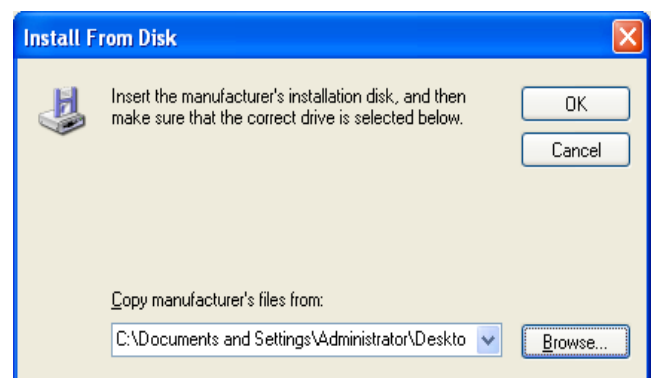 Install From Disk
Insert the manufacturer's installation disk, and then
make sure that the correct drive is selected below.
OK
Cancel
Copy manufacturer's files from:
C:\Documents and Settings\Administrator\Deskto
Browse...